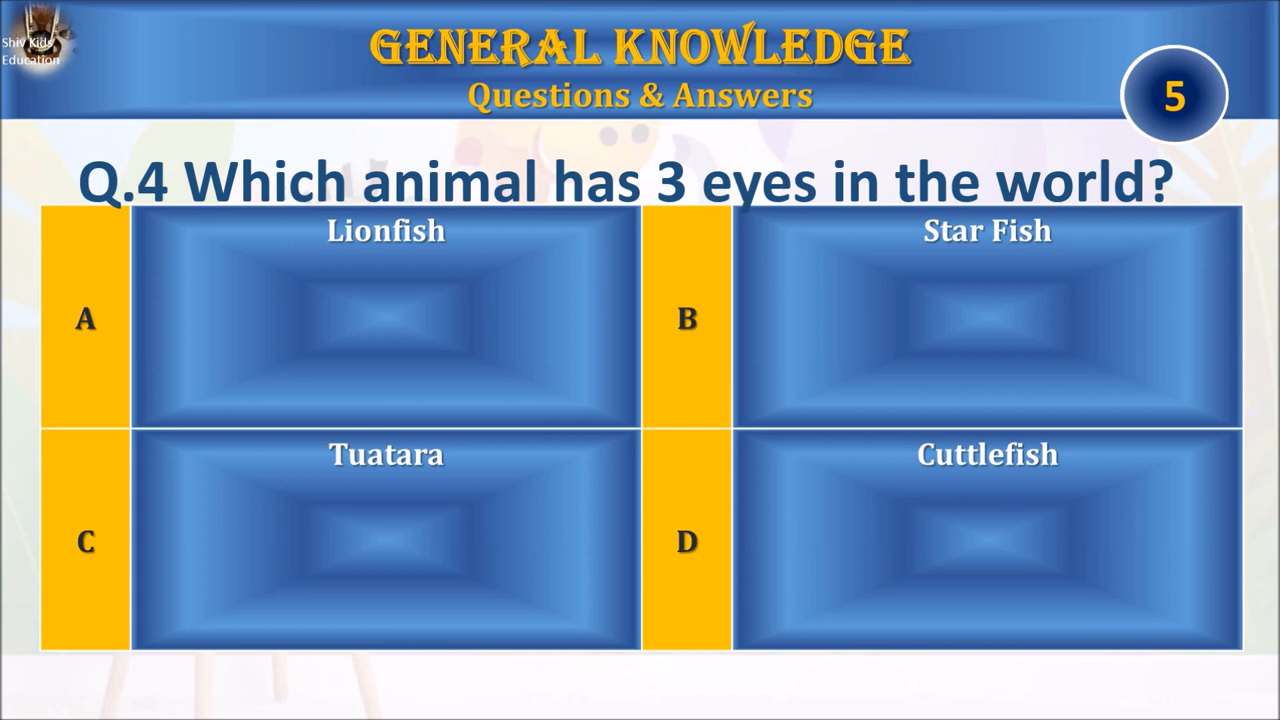 Shiv Kids
Education
GENERAL KNOWLEDGE
Questions & Answers
5
Q.4 Which animal has 3 eyes in the world?
A
Lionfish
B
Star Fish
C
Tuatara
D
Cuttlefish